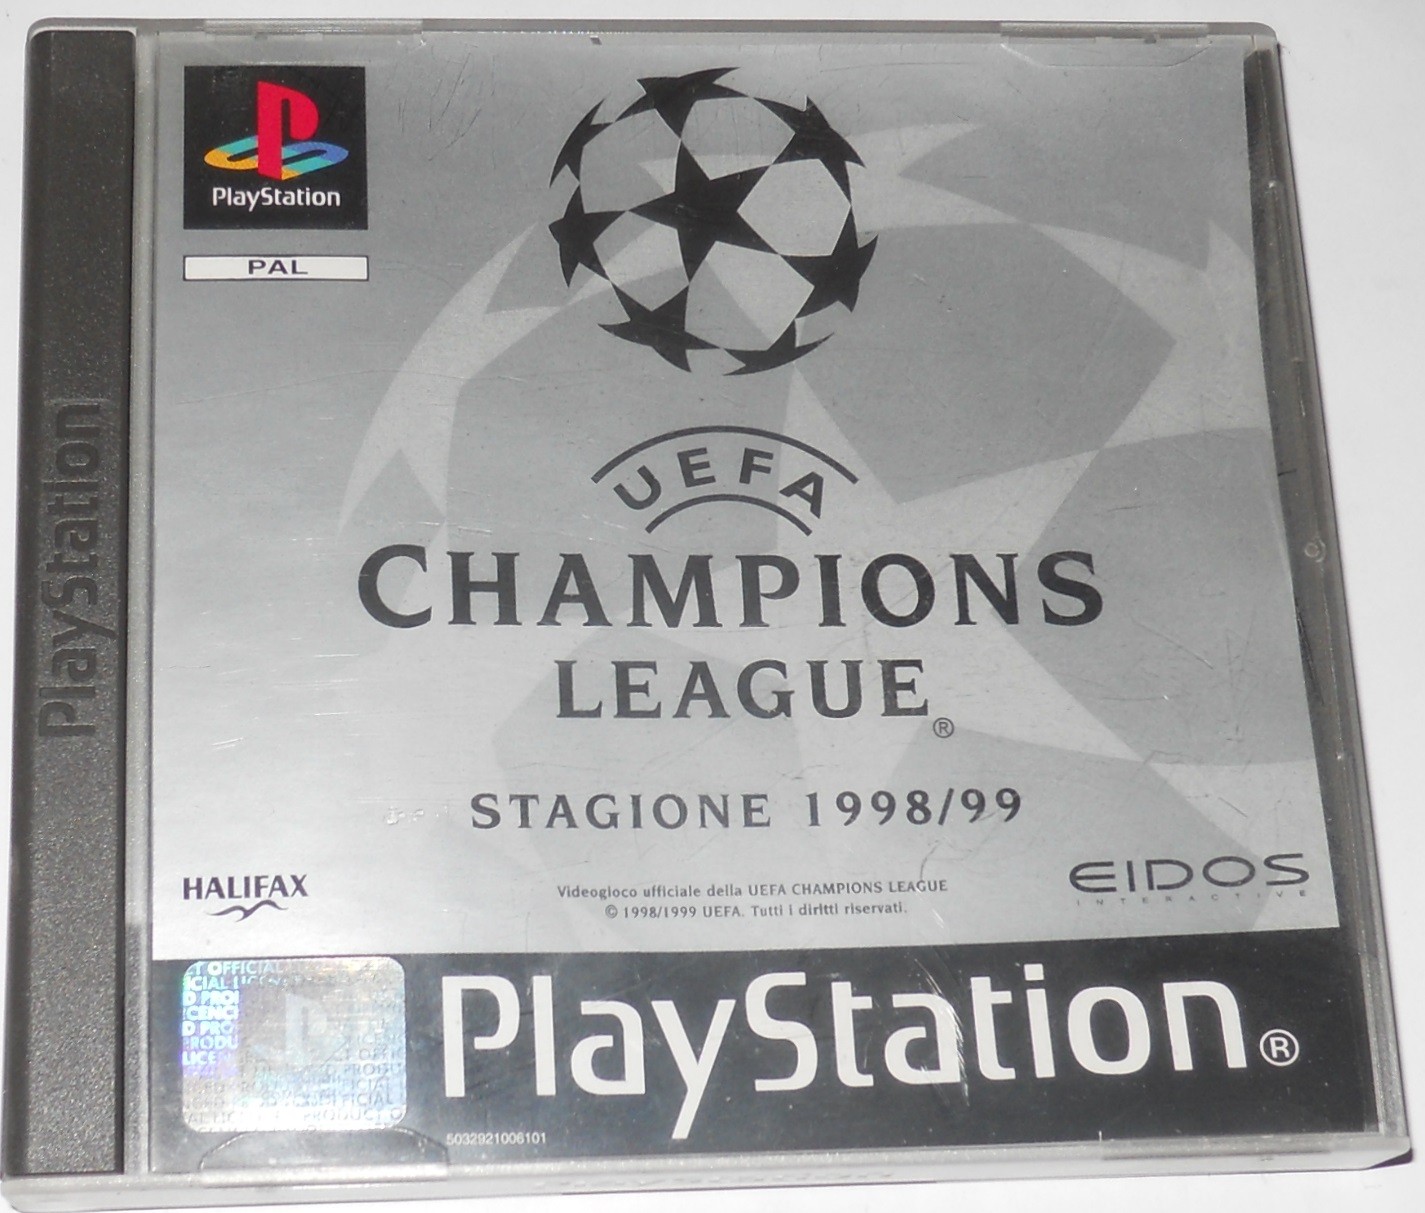 PlayStation
PlayStation
PAL
UEFA
CHAMPIONS
LEAGUE®
STAGIONE 1998/99
HALIFAX
EIDOS
INTERACTIVE
Videogioco ufficiale della UEFA CHAMPIONS LEAGUE
© 1998/1999 UEFA. Tutti i diritti riservati.
PlayStation®
5032921006101